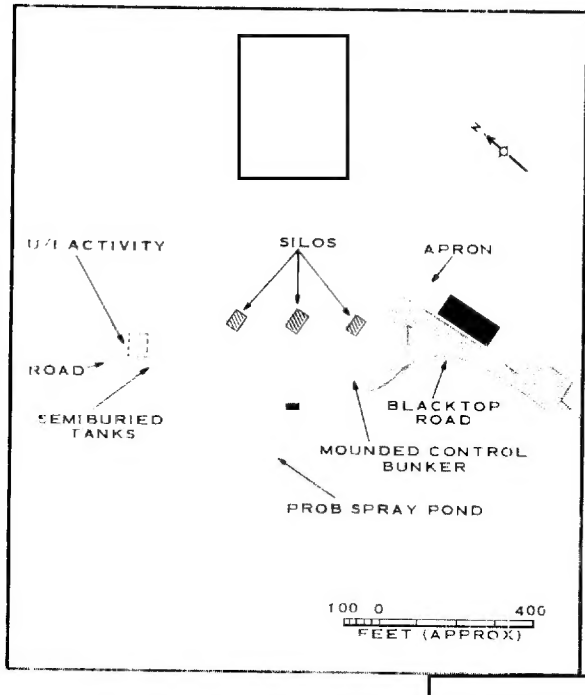 N
U/I ACTIVITY
SILOS
APRON
ROAD
SEMIBURIED
TANKS
BLACKTOP
ROAD
MOUNDED CONTROL
BUNKER
PROB SPRAY POND
100 0 400
FEET (APPROX)